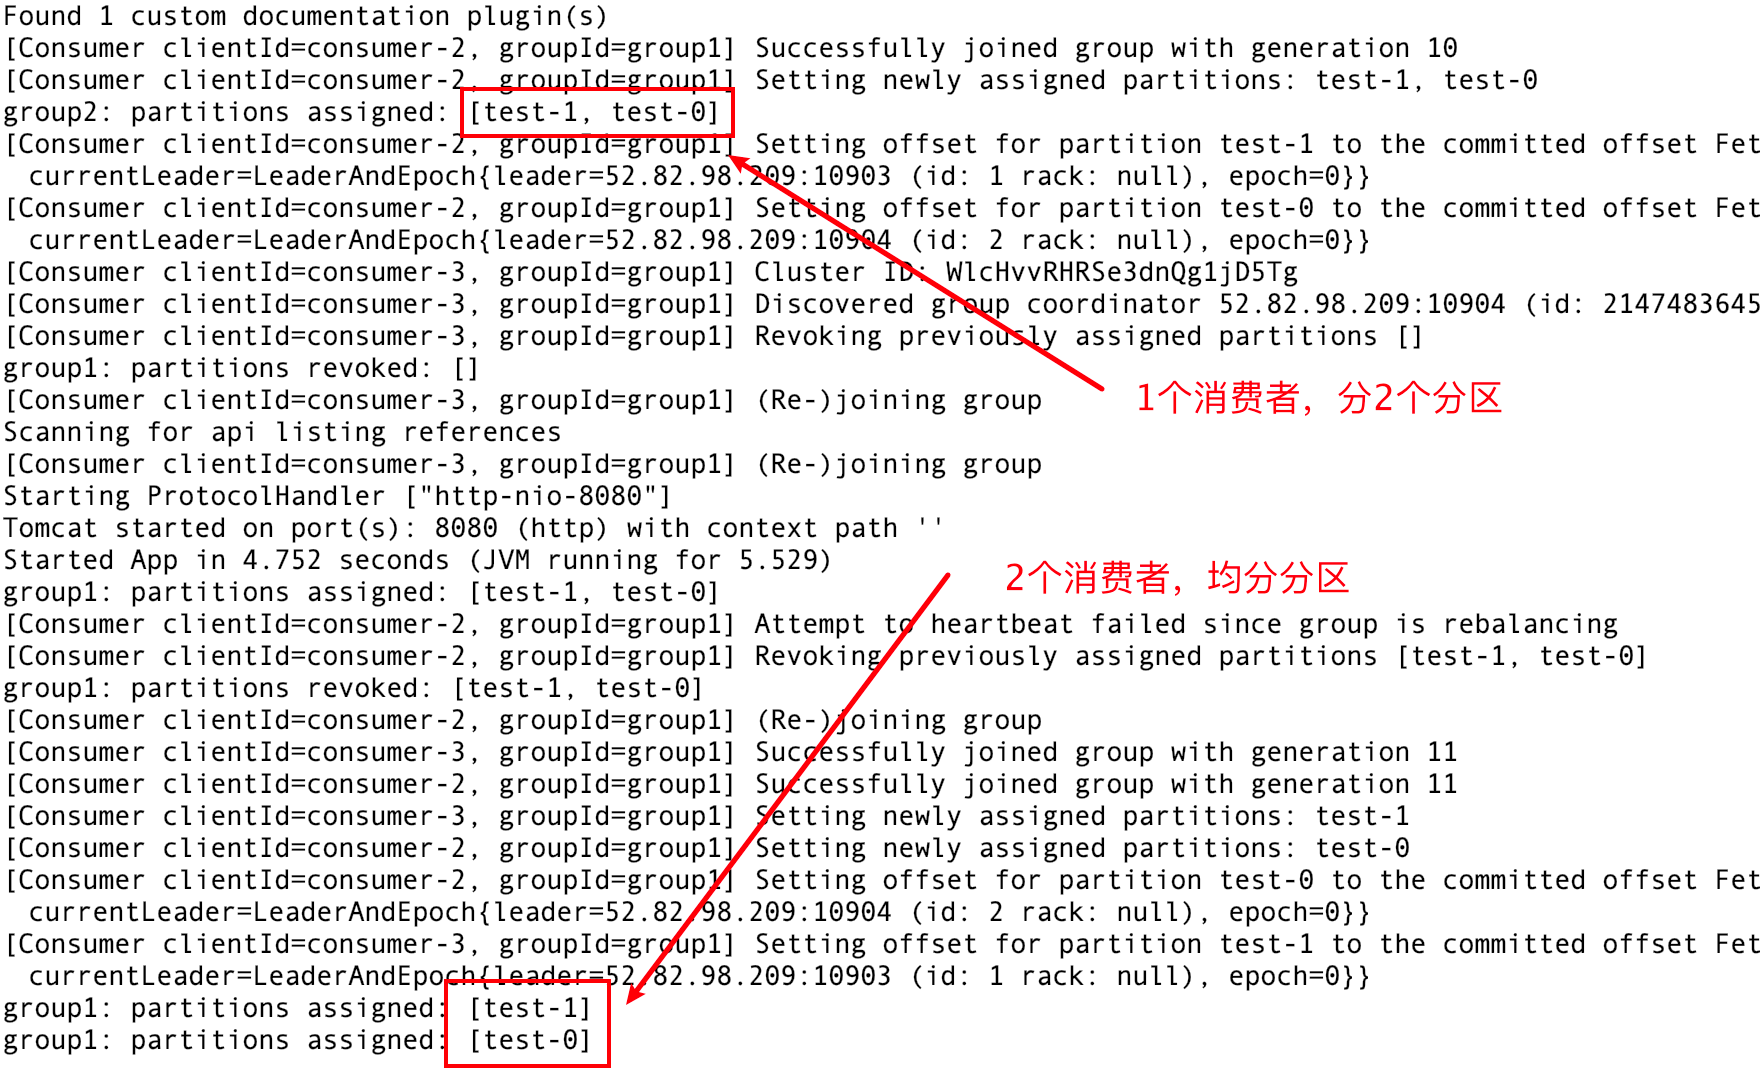 Found 1 custom documentation plugin(s)
[Consumer clientId=consumer-2, groupId=group1] Successfully joined group with generation 10
[Consumer clientId=consumer-2, groupId=group1] Setting newly assigned partitions: test-1, test-0
group2: partitions assigned: [test-1, test-0]
[Consumer clientId=consumer-2, groupId=group1] Setting offset for partition test-1 to the committed offset Fet
currentLeader=LeaderAndEpoch{leader=52.82.98.209:10903 (id: 1 rack: null), epoch=0}}
[Consumer clientId=consumer-2, groupId=group1] Setting offset for partition test-0 to the committed offset Fet
currentLeader=LeaderAndEpoch{leader=52.82.98.209:10904 (id: 2 rack: null), epoch=0}}
[Consumer clientId=consumer-3, groupId=group1] Cluster ID: WlcHvvRHRSe3dnQg1jD5Tg
[Consumer clientId=consumer-3, groupId=group1] Discovered group coordinator 52.82.98.209:10904 (id: 2147483645
[Consumer clientId=consumer-3, groupId=group1] Revoking previously assigned partitions []
group1: partitions revoked: []
[Consumer clientId=consumer-3, groupId=group1] (Re-)joining group
1个消费者，分2个分区
Scanning for api listing references
[Consumer clientId=consumer-3, groupId=group1] (Re-)joining group
Starting ProtocolHandler ["http-nio-8080"]
Tomcat started on port(s): 8080 (http) with context path ''
Started App in 4.752 seconds (JVM running for 5.529)
2个消费者，均分分区
group1: partitions assigned: [test-1, test-0]
[Consumer clientId=consumer-2, groupId=group1] Attempt to heartbeat failed since group is rebalancing
[Consumer clientId=consumer-2, groupId=group1] Revoking previously assigned partitions [test-1, test-0]
group1: partitions revoked: [test-1, test-0]
[Consumer clientId=consumer-2, groupId=group1] (Re-)joining group
[Consumer clientId=consumer-3, groupId=group1] Successfully joined group with generation 11
[Consumer clientId=consumer-2, groupId=group1] Successfully joined group with generation 11
[Consumer clientId=consumer-3, groupId=group1] Setting newly assigned partitions: test-1
[Consumer clientId=consumer-2, groupId=group1] Setting newly assigned partitions: test-0
[Consumer clientId=consumer-2, groupId=group1] Setting offset for partition test-0 to the committed offset Fet
currentLeader=LeaderAndEpoch{leader=52.82.98.209:10904 (id: 2 rack: null), epoch=0}}
[Consumer clientId=consumer-3, groupId=group1] Setting offset for partition test-1 to the committed offset Fet
currentLeader=LeaderAndEpoch{leader=52.82.98.209:10903 (id: 1 rack: null), epoch=0}}
group1: partitions assigned: [test-1]
group1: partitions assigned: [test-0]